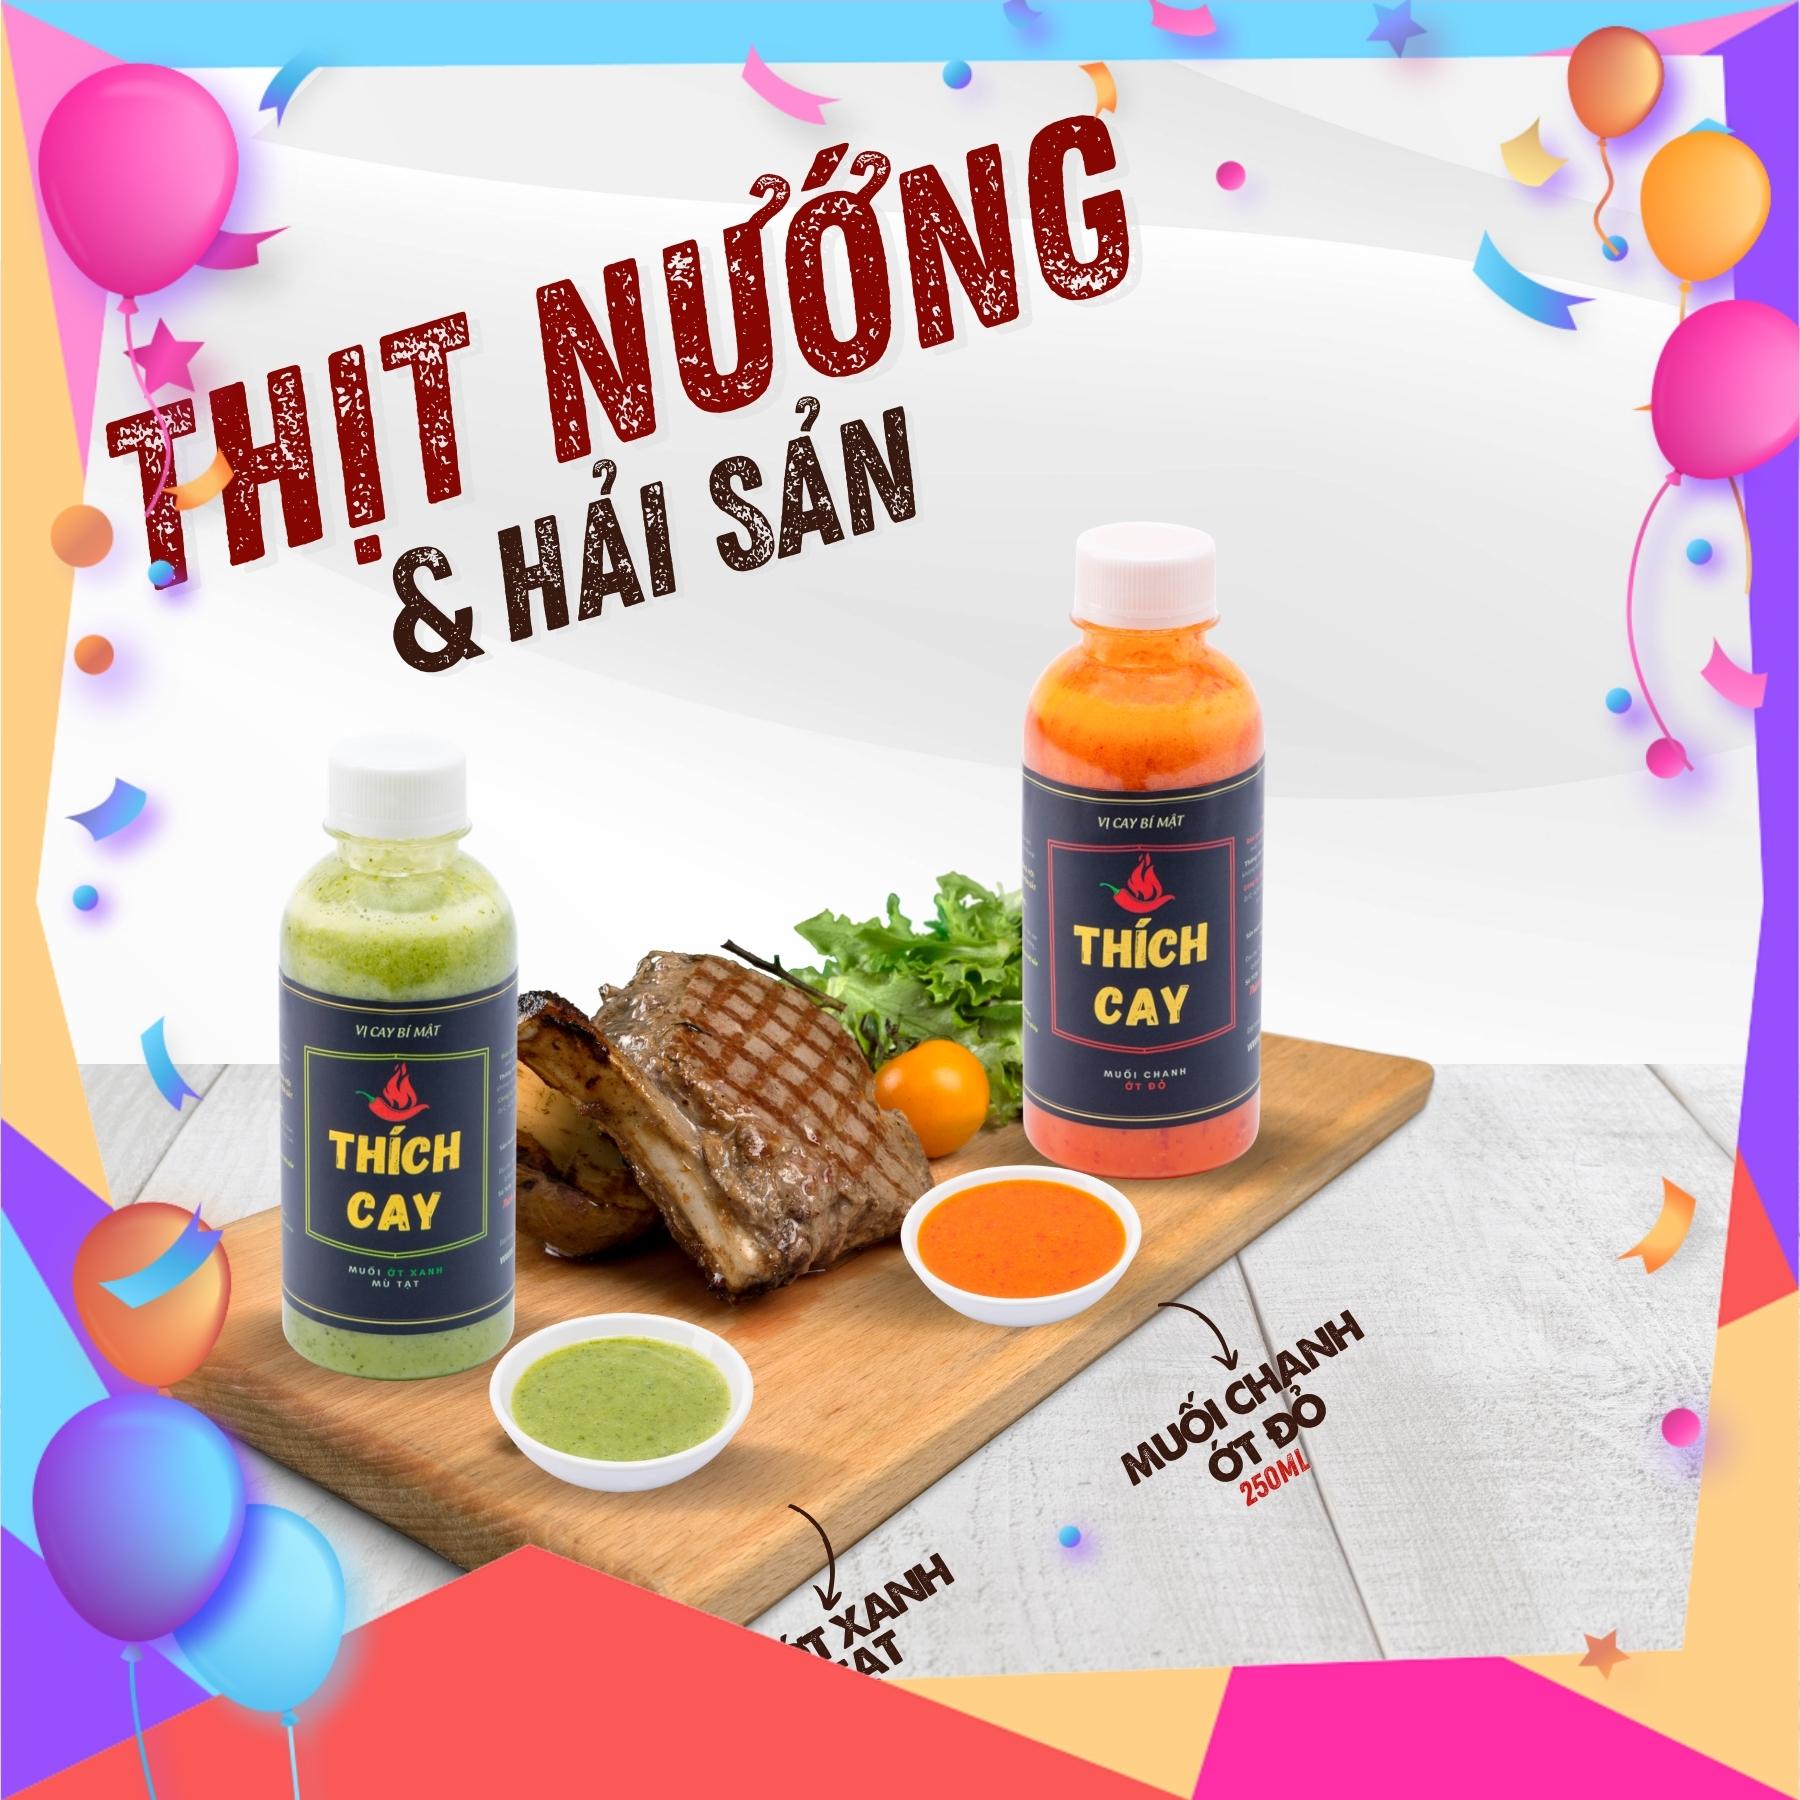 THỊT NƯỚNG
& HẢI SẢN
VỊ CAY BÍ MẬT
THÍCH
CAY
MUỐI CHANH
ỚT ĐỎ
VỊ CAY BÍ MẬT
THÍCH
CAY
MUỐI ỚT XANH
MÙ TẠT
MUỐI CHANH
ỚT ĐỎ
250ML
XANH